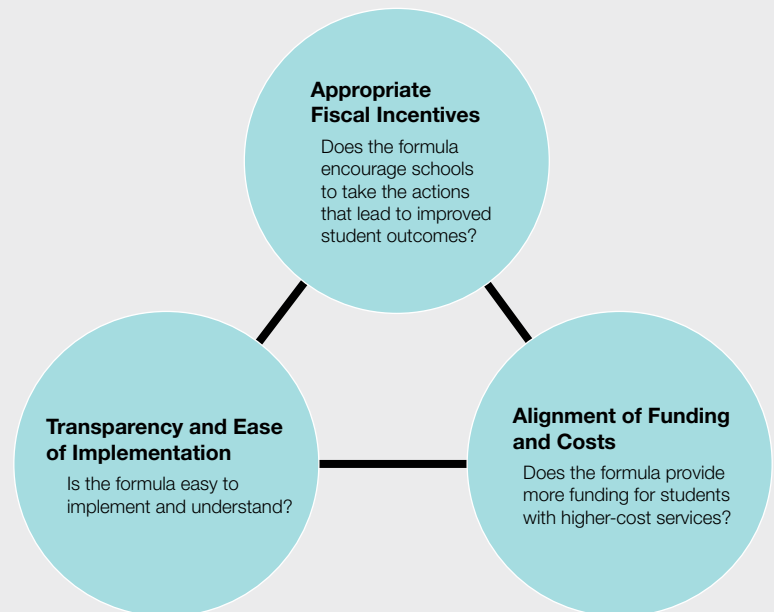 Appropriate
Fiscal Incentives
Does the formula
encourage schools
to take the actions
that lead to improved
student outcomes?
Transparency and Ease
of Implementation
Is the formula easy to
implement and understand?
Alignment of Funding
and Costs
Does the formula provide
more funding for students
with higher-cost services?